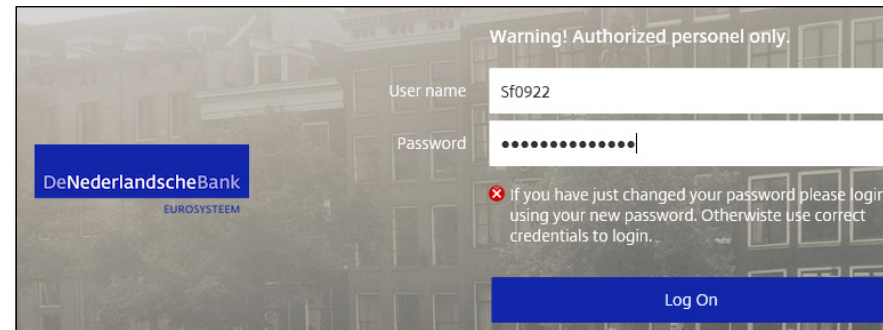 Warning! Authorized personel only.
User name
Sf0922
Password
••••••••••••••
DeNederlandscheBank
EUROSYSTEEM
If you have just changed your password please login
using your new password. Otherwiste use correct
credentials to login.
Log On